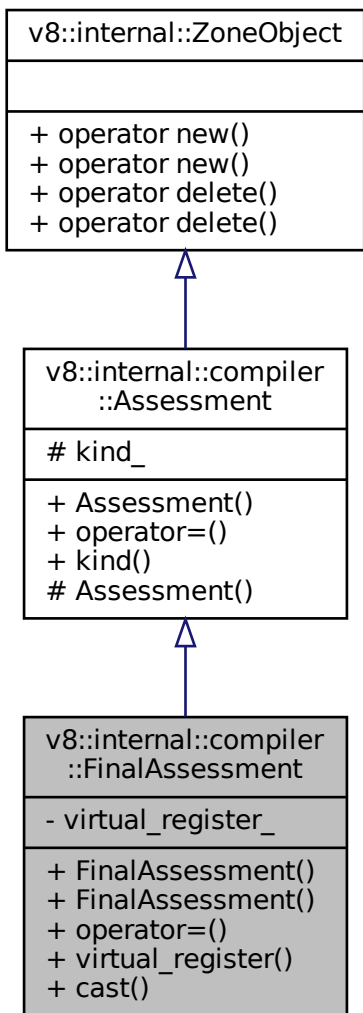 v8::internal::ZoneObject
+ operator new()
+ operator new()
+ operator delete()
+ operator delete()
v8::internal::compiler
::Assessment
# kind_
+ Assessment()
+ operator=()
+ kind()
# Assessment()
v8::internal::compiler
::FinalAssessment
- virtual_register_
+ FinalAssessment()
+ FinalAssessment()
+ operator=()
+ virtual_register()
+ cast()